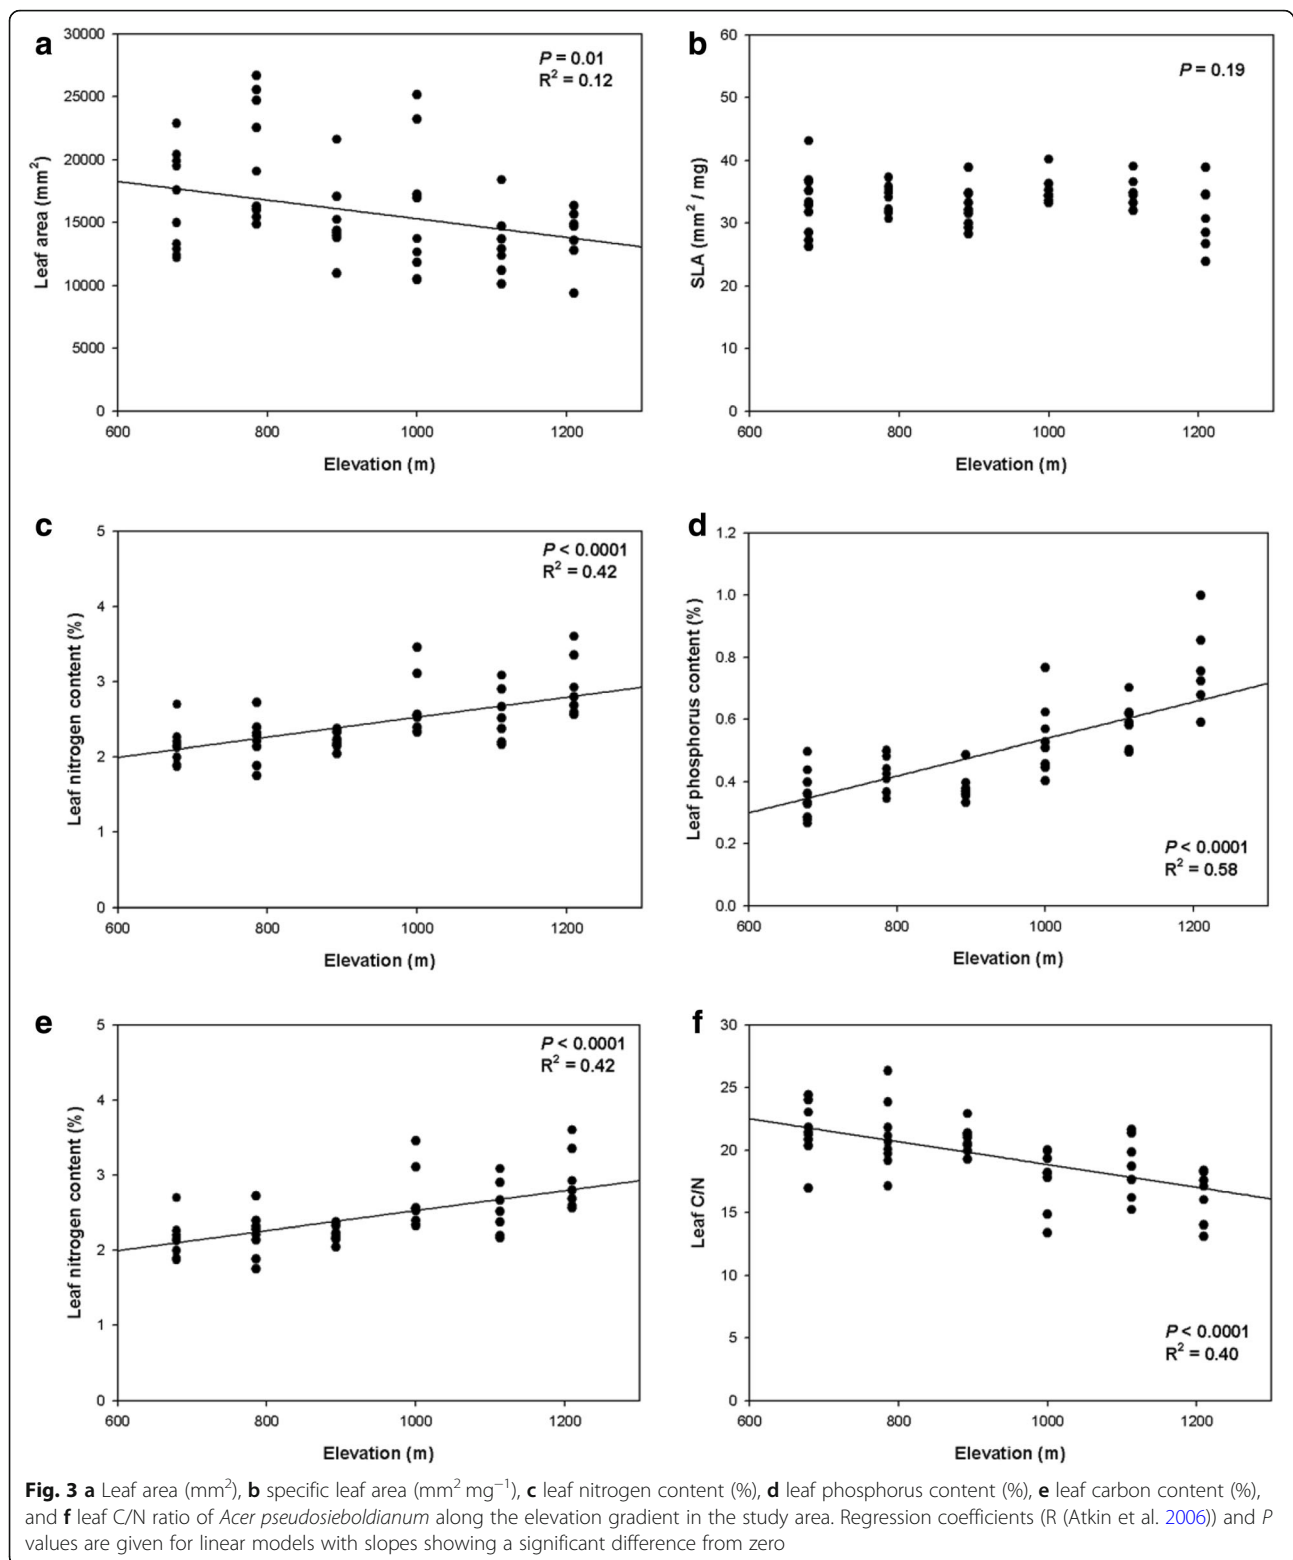 a
30000
25000
20000
15000
10000
5000
0
Leaf area (mm²)
P = 0.01
R² = 0.12
600 800 1000 1200
Elevation (m)
b
60
50
40
30
20
10
0
SLA (mm² / mg)
P = 0.19
600 800 1000 1200
Elevation (m)
c
5
4
3
2
1
0
Leaf nitrogen content (%)
P < 0.0001
R² = 0.42
600 800 1000 1200
Elevation (m)
d
1.2
1.0
0.8
0.6
0.4
0.2
0.0
Leaf phosphorus content (%)
P < 0.0001
R² = 0.58
600 800 1000 1200
Elevation (m)
e
5
4
3
2
1
0
Leaf nitrogen content (%)
P < 0.0001
R² = 0.42
600 800 1000 1200
Elevation (m)
f
30
25
20
15
10
5
0
Leaf C/N
P < 0.0001
R² = 0.40
600 800 1000 1200
Elevation (m)
Fig. 3 a Leaf area (mm²), b specific leaf area (mm² mg⁻¹), c leaf nitrogen content (%), d leaf phosphorus content (%), e leaf carbon content (%),
and f leaf C/N ratio of Acer pseudosieboldianum along the elevation gradient in the study area. Regression coefficients (R (Atkin et al. 2006)) and P
values are given for linear models with slopes showing a significant difference from zero